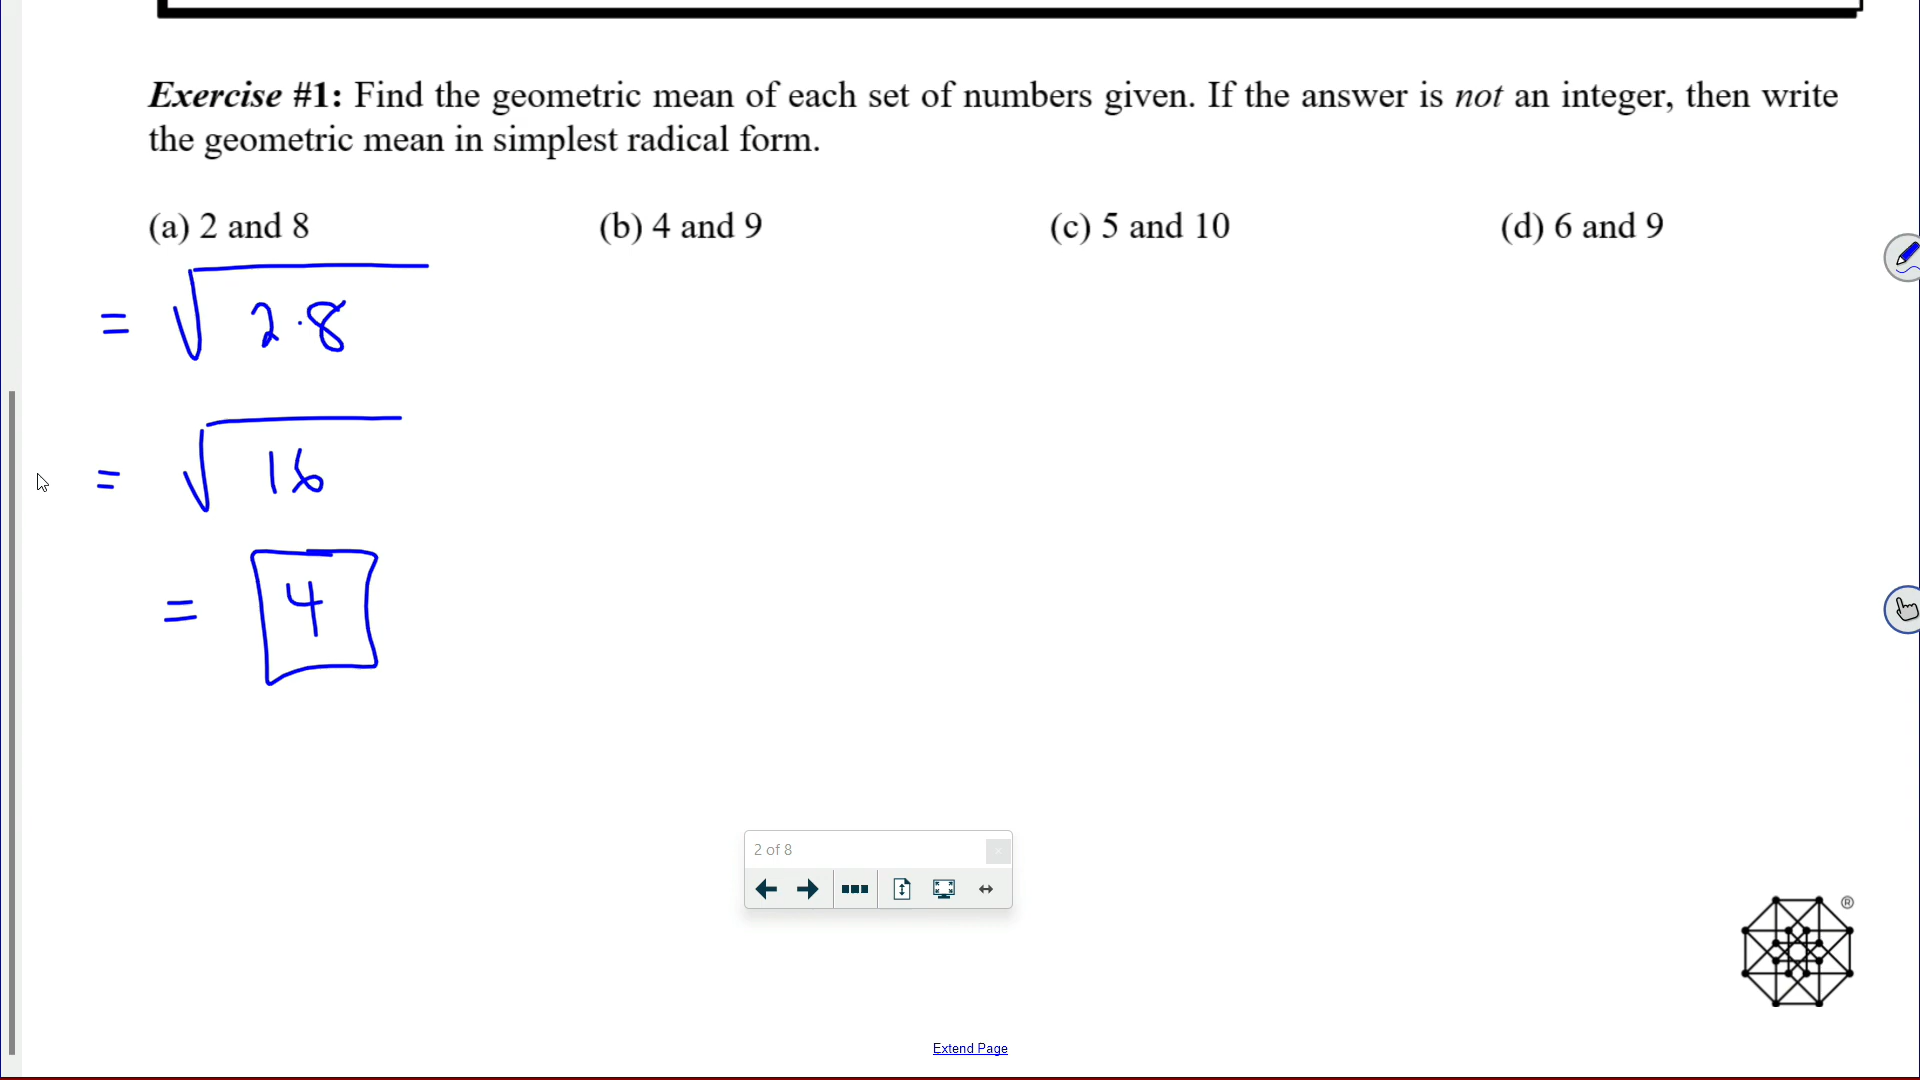 Exercise #1: Find the geometric mean of each set of numbers given. If the answer is not an integer, then write
the geometric mean in simplest radical form.
(a) 2 and 8 (b) 4 and 9 (c) 5 and 10 (d) 6 and 9
= √2·8
= √16
= 4
2 of 8
®
Extend Page